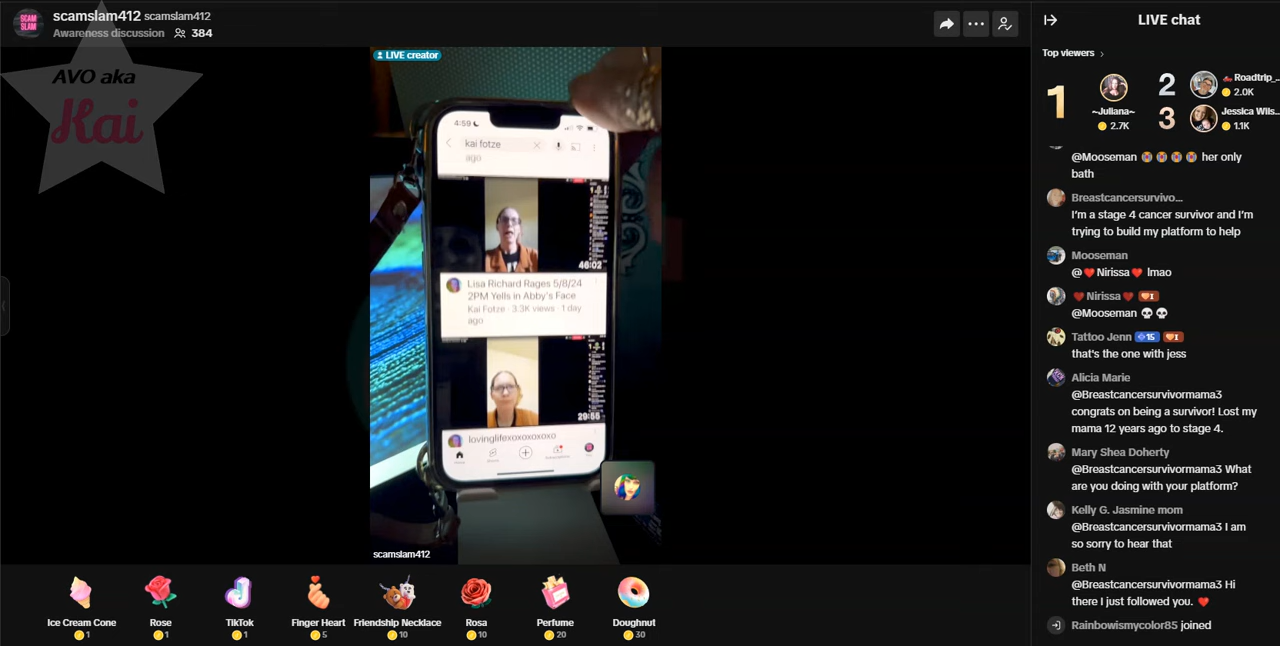 SCAM
SLAM
scamslam412 scamslam412
Awareness discussion 384
AVO aka
Kai
LIVE creator
4:59
kai fotze
ago
46:02
Lisa Richard Rages 5/8/24
2PM Yells in Abby's Face
Kai Fotze · 3.3K views · 1 day
ago
29:55
lovinglifexoxoxoxoxo
scamslam412
Ice Cream Cone
1
Rose
1
TikTok
1
Finger Heart
5
Friendship Necklace
10
Rosa
10
Perfume
20
Doughnut
30
LIVE chat
Top viewers
1
~Juliana~
2.7K
2
Roadtrip_...
2.0K
3
Jessica Wils...
1.1K
@Mooseman her only
bath
Breastcancersurvivo...
I'm a stage 4 cancer survivor and I'm
trying to build my platform to help
Mooseman
@❤️Nirissa❤️ lmao
❤️Nirissa❤️ 1
@Mooseman 💀💀
Tattoo Jenn 15 1
that's the one with jess
Alicia Marie
@Breastcancersurvivormama3
congrats on being a survivor! Lost my
mama 12 years ago to stage 4.
Mary Shea Doherty
@Breastcancersurvivormama3 What
are you doing with your platform?
Kelly G. Jasmine mom
@Breastcancersurvivormama3 I am
so sorry to hear that
Beth N
@Breastcancersurvivormama3 Hi
there I just followed you. ❤️
Rainbowismycolor85 joined